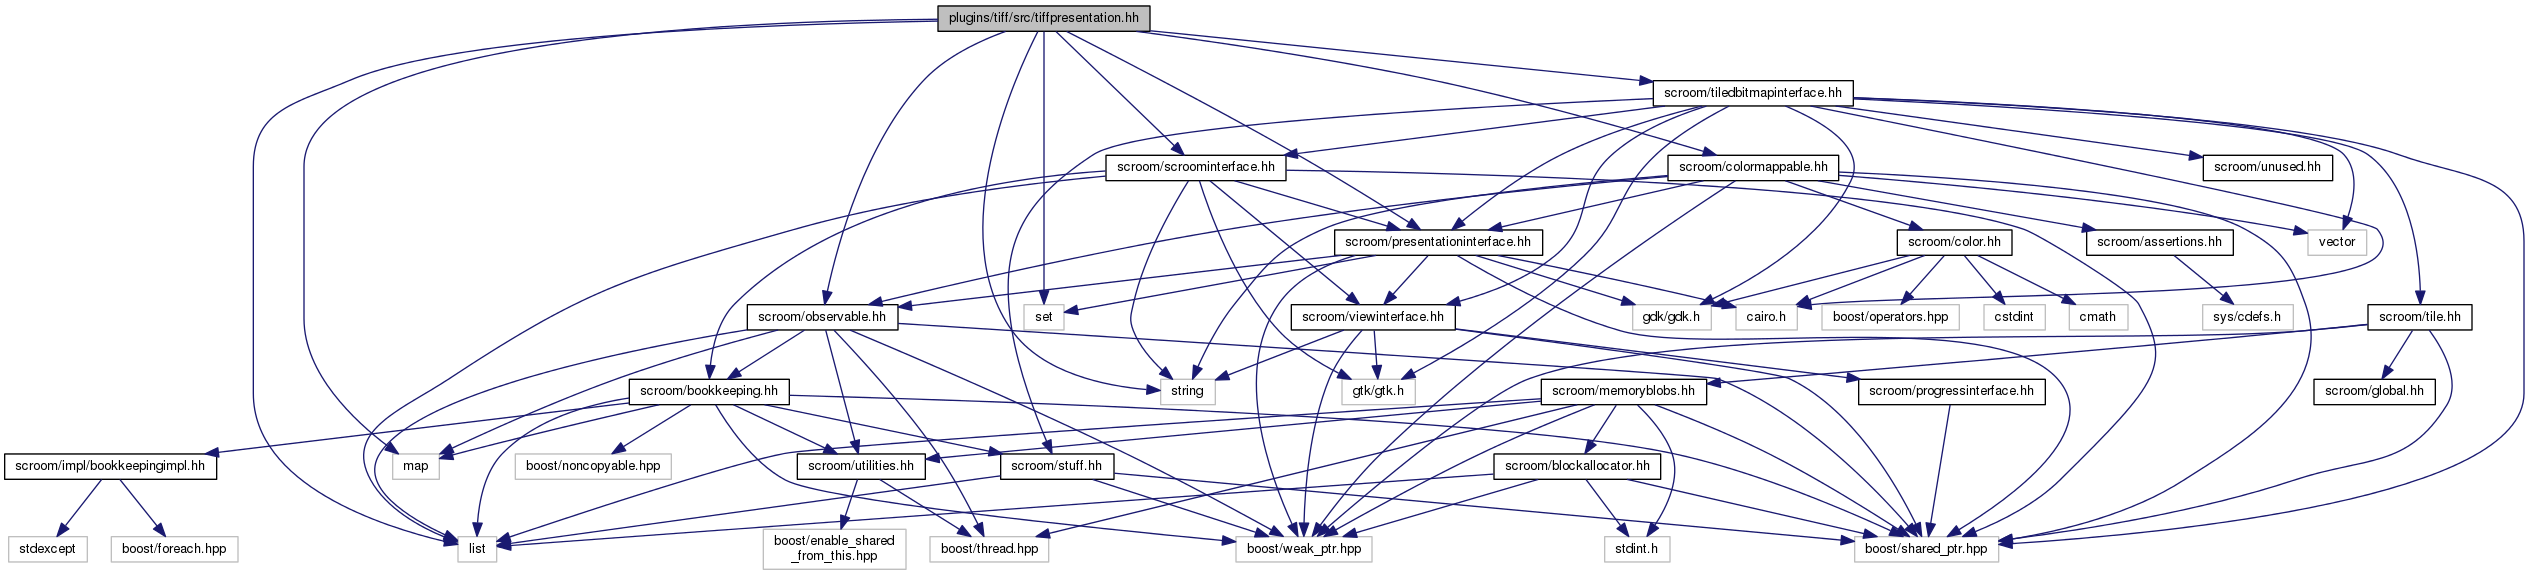 plugins/tiff/src/tiffpresentation.hh
scroom/tiledbitmapinterface.hh
scroom/scroominterface.hh
scroom/colormappable.hh
scroom/unused.hh
scroom/presentationinterface.hh
scroom/color.hh
scroom/assertions.hh
vector
scroom/observable.hh
set
scroom/viewinterface.hh
gdk/gdk.h
cairo.h
boost/operators.hpp
cstdint
cmath
sys/cdefs.h
scroom/tile.hh
scroom/bookkeeping.hh
string
gtk/gtk.h
scroom/memoryblobs.hh
scroom/progressinterface.hh
scroom/global.hh
scroom/impl/bookkeepingimpl.hh
map
boost/noncopyable.hpp
scroom/utilities.hh
scroom/stuff.hh
scroom/blockallocator.hh
stdexcept
boost/foreach.hpp
list
boost/enable_shared
_from_this.hpp
boost/thread.hpp
boost/weak_ptr.hpp
stdint.h
boost/shared_ptr.hpp